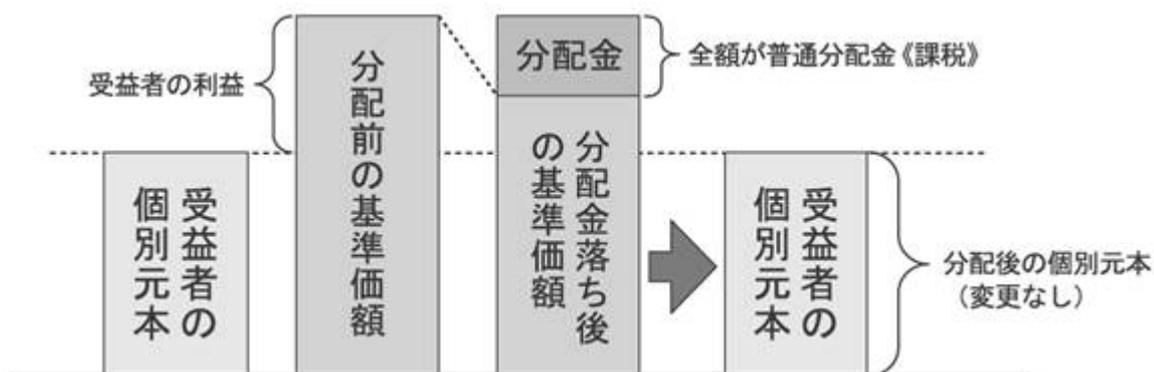 受益者の利益
受益者の
個別元本
分配前の基準価額
分配金
分配金落ち後
の基準価額
全額が普通分配金《課税》
受益者の
個別元本
分配後の個別元本
（変更なし）